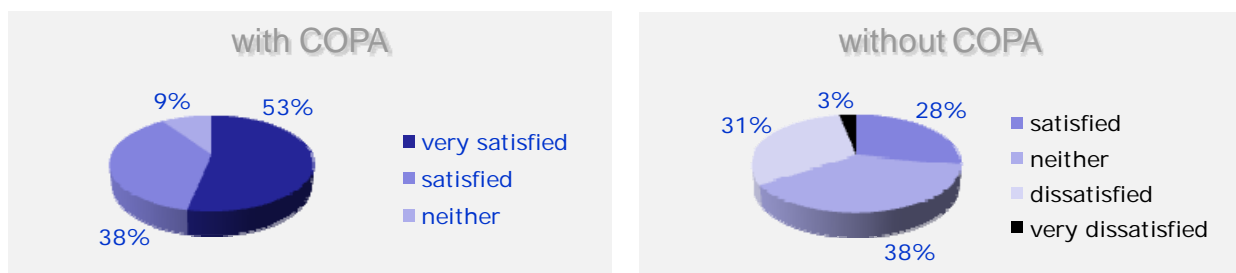 with COPA
9%
53%
38%
very satisfied
satisfied
neither
without COPA
3%
28%
31%
38%
satisfied
neither
dissatisfied
very dissatisfied